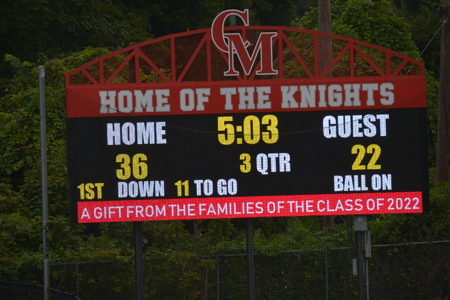 CM
HOME OF THE KNIGHTS
HOME 5:03 GUEST
36 3 QTR 22
1ST DOWN 11 TO GO BALL ON
A GIFT FROM THE FAMILIES OF THE CLASS OF 2022